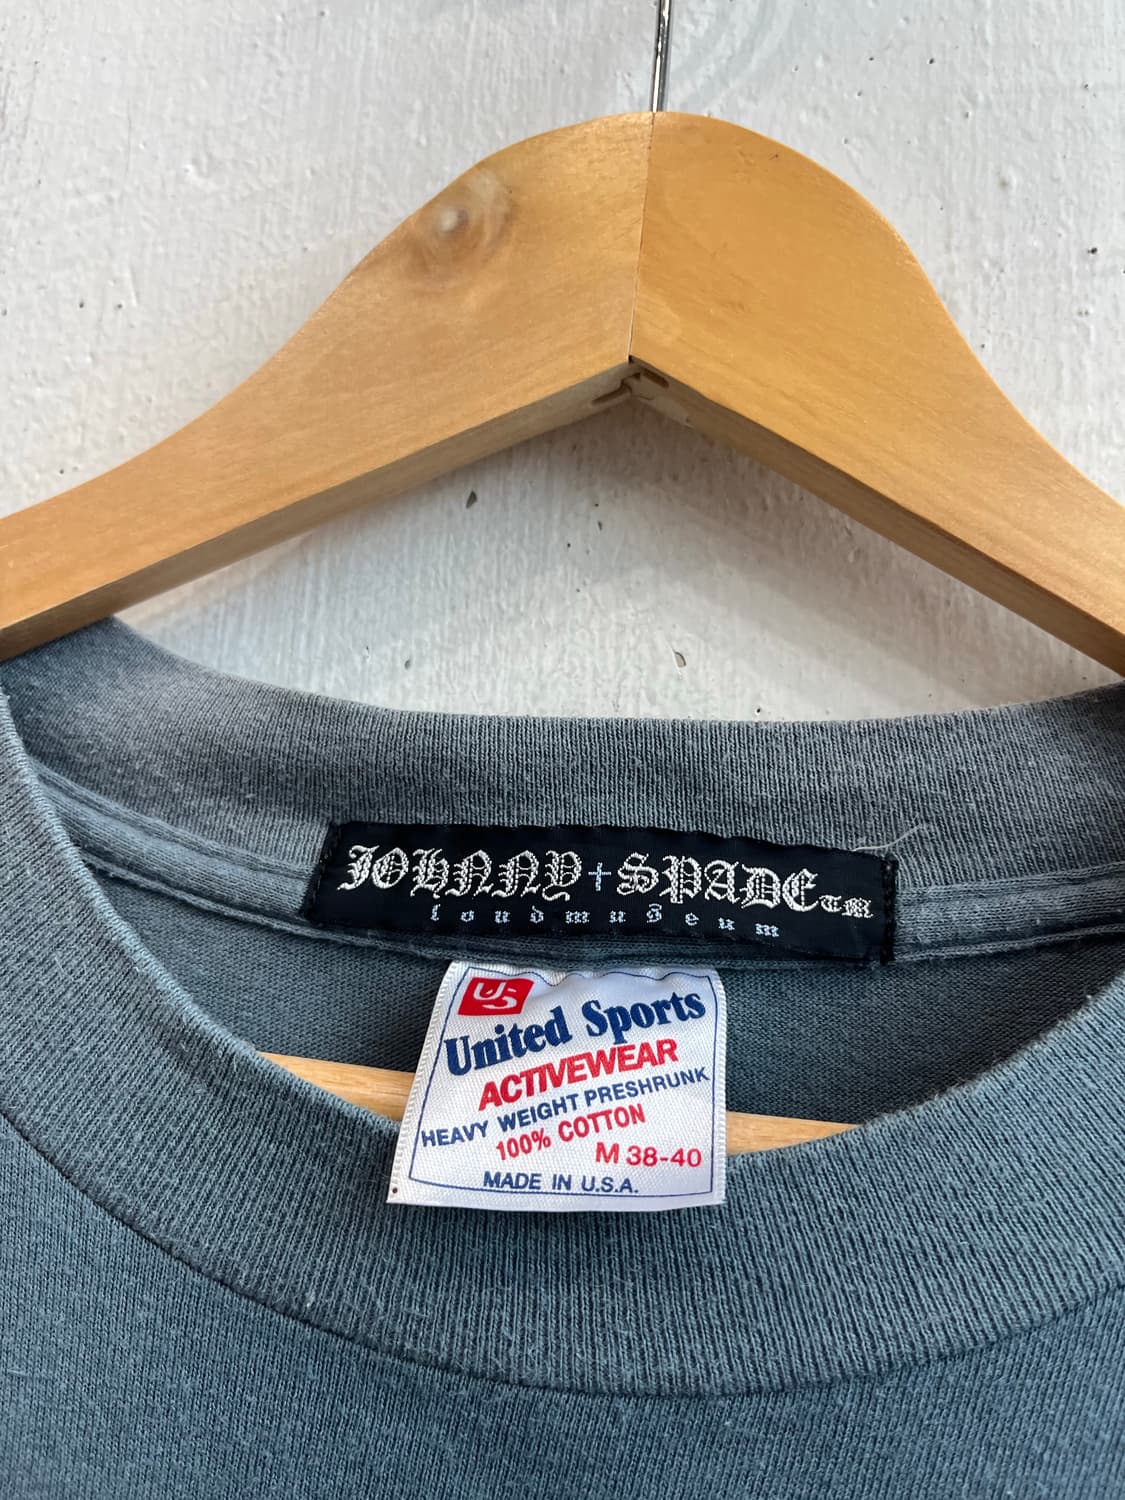 JOHNNY+SPADE TM
loudmuseum
US
United Sports
ACTIVEWEAR
HEAVY WEIGHT PRESHRUNK
100% COTTON
M 38-40
MADE IN U.S.A.